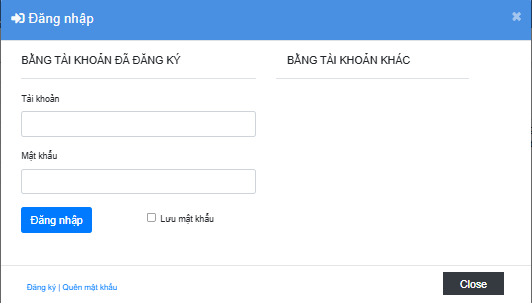 Đăng nhập
BẰNG TÀI KHOẢN ĐÃ ĐĂNG KÝ
BẰNG TÀI KHOẢN KHÁC
Tài khoản
Mật khẩu
Đăng nhập
Lưu mật khẩu
Đăng ký | Quên mật khẩu
Close